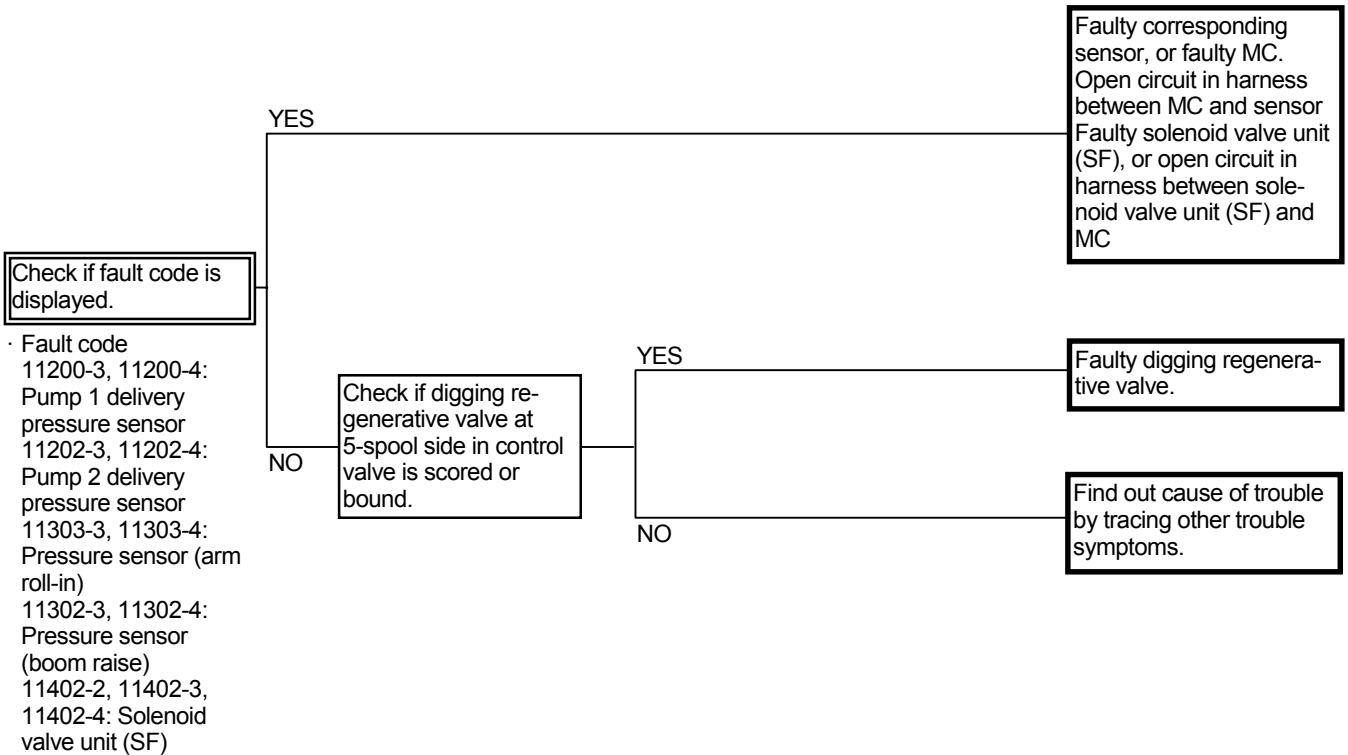 Check if fault code is
displayed.
· Fault code
11200-3, 11200-4:
Pump 1 delivery
pressure sensor
11202-3, 11202-4:
Pump 2 delivery
pressure sensor
11303-3, 11303-4:
Pressure sensor (arm
roll-in)
11302-3, 11302-4:
Pressure sensor
(boom raise)
11402-2, 11402-3,
11402-4: Solenoid
valve unit (SF)
YES
Faulty corresponding
sensor, or faulty MC.
Open circuit in harness
between MC and sensor
Faulty solenoid valve unit
(SF), or open circuit in
harness between sole-
noid valve unit (SF) and
MC
NO
Check if digging re-
generative valve at
5-spool side in control
valve is scored or
bound.
YES
Faulty digging regenera-
tive valve.
NO
Find out cause of trouble
by tracing other trouble
symptoms.